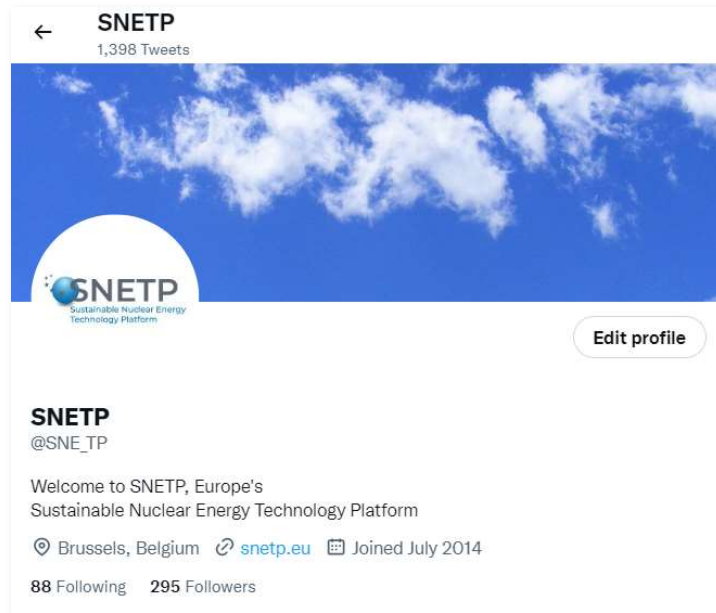 SNETP
1,398 Tweets
SNETP
Sustainable Nuclear Energy
Technology Platform
Edit profile
SNETP
@SNE_TP
Welcome to SNETP, Europe's
Sustainable Nuclear Energy Technology Platform
Brussels, Belgium snetp.eu Joined July 2014
88 Following 295 Followers